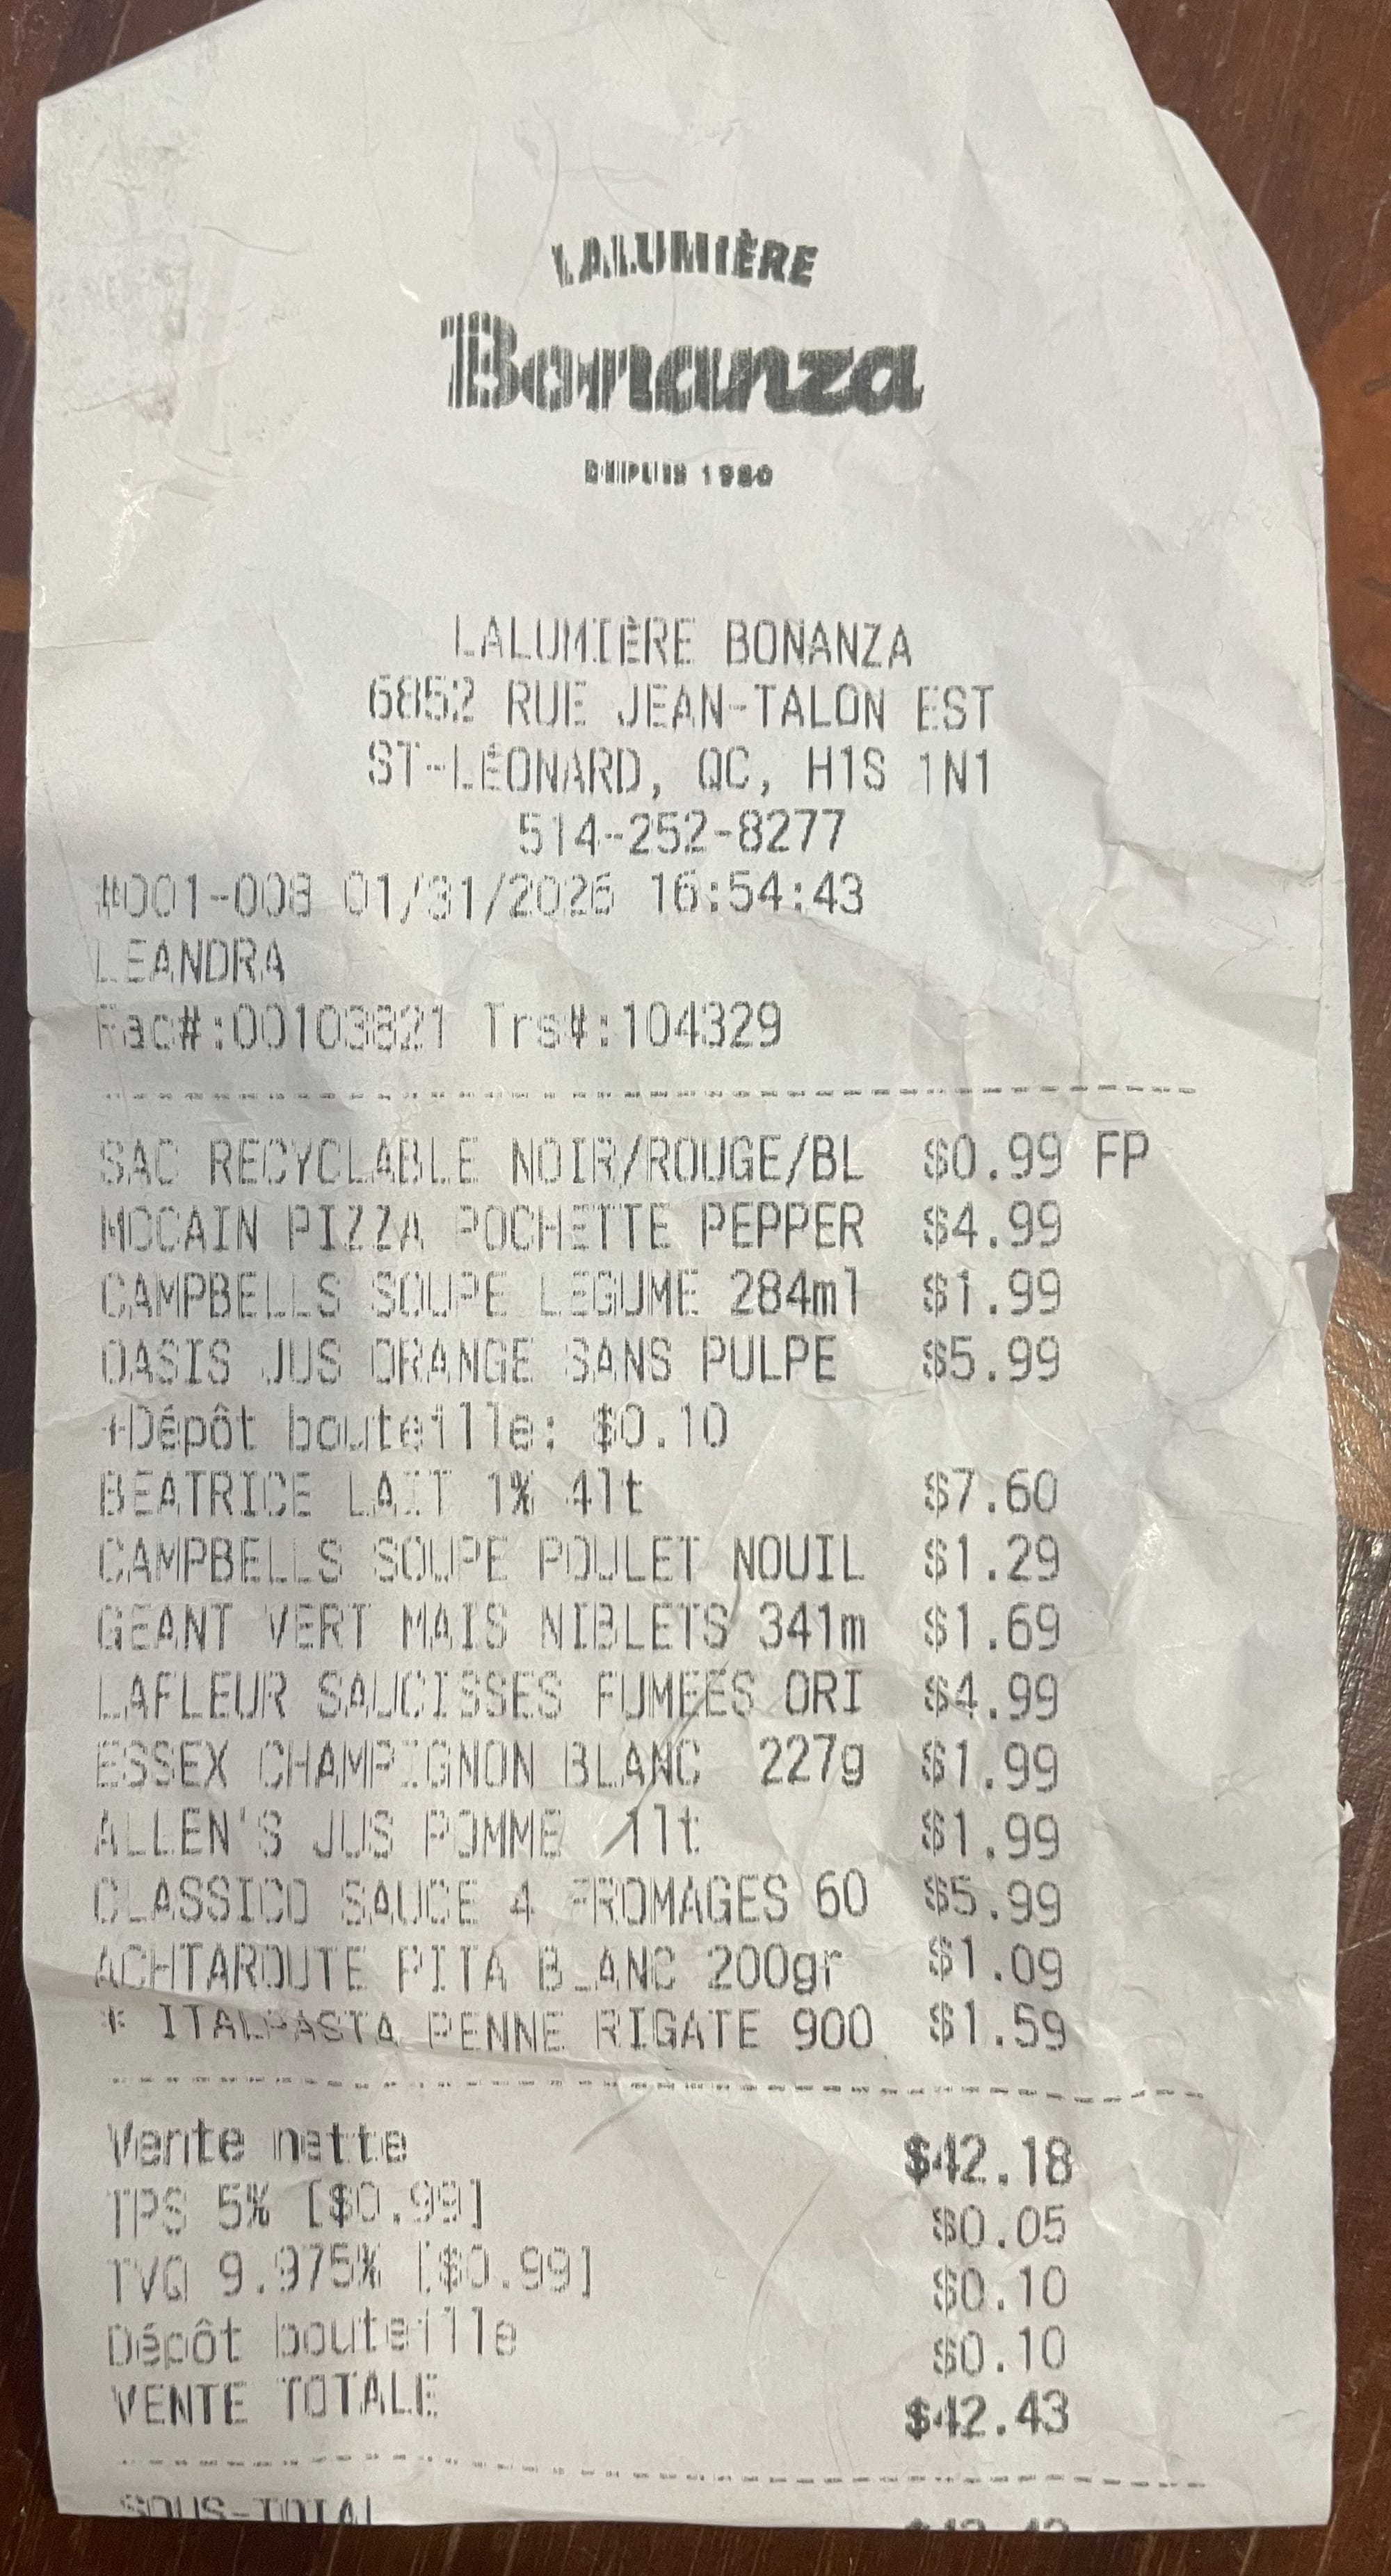 LALUMIÈRE
Bonanza
DEPUIS 1980
LALUMIÈRE BONANZA
6852 RUE JEAN-TALON EST
ST-LÉONARD, QC, H1S 1N1
514-252-8277
#001-008 01/31/2026 16:54:43
LEANDRA
Fac#:00103821 Trs#:104329
SAC RECYCLABLE NOIR/ROUGE/BL $0.99 FP
MCCAIN PIZZA POCHETTE PEPPER $4.99
CAMPBELLS SOUPE LEGUME 284ml $1.99
OASIS JUS ORANGE SANS PULPE $5.99
+Dépôt bouteille: $0.10
BEATRICE LAIT 1% 4lt $7.60
CAMPBELLS SOUPE POULET NOUIL $1.29
GEANT VERT MAIS NIBLETS 341m $1.69
LAFLEUR SAUCISSES FUMEES ORI $4.99
ESSEX CHAMPIGNON BLANC 227g $1.99
ALLEN'S JUS POMME 1lt $1.99
CLASSICO SAUCE 4 FROMAGES 60 $5.99
ACHTAROUTE PITA BLANC 200gr $1.09
* ITALPASTA PENNE RIGATE 900 $1.59
Vente nette $42.18
TPS 5% [$0.99] $0.05
TVQ 9.975% [$0.99] $0.10
Dépôt bouteille $0.10
VENTE TOTALE $42.43
SOUS-TOTAL $42.43